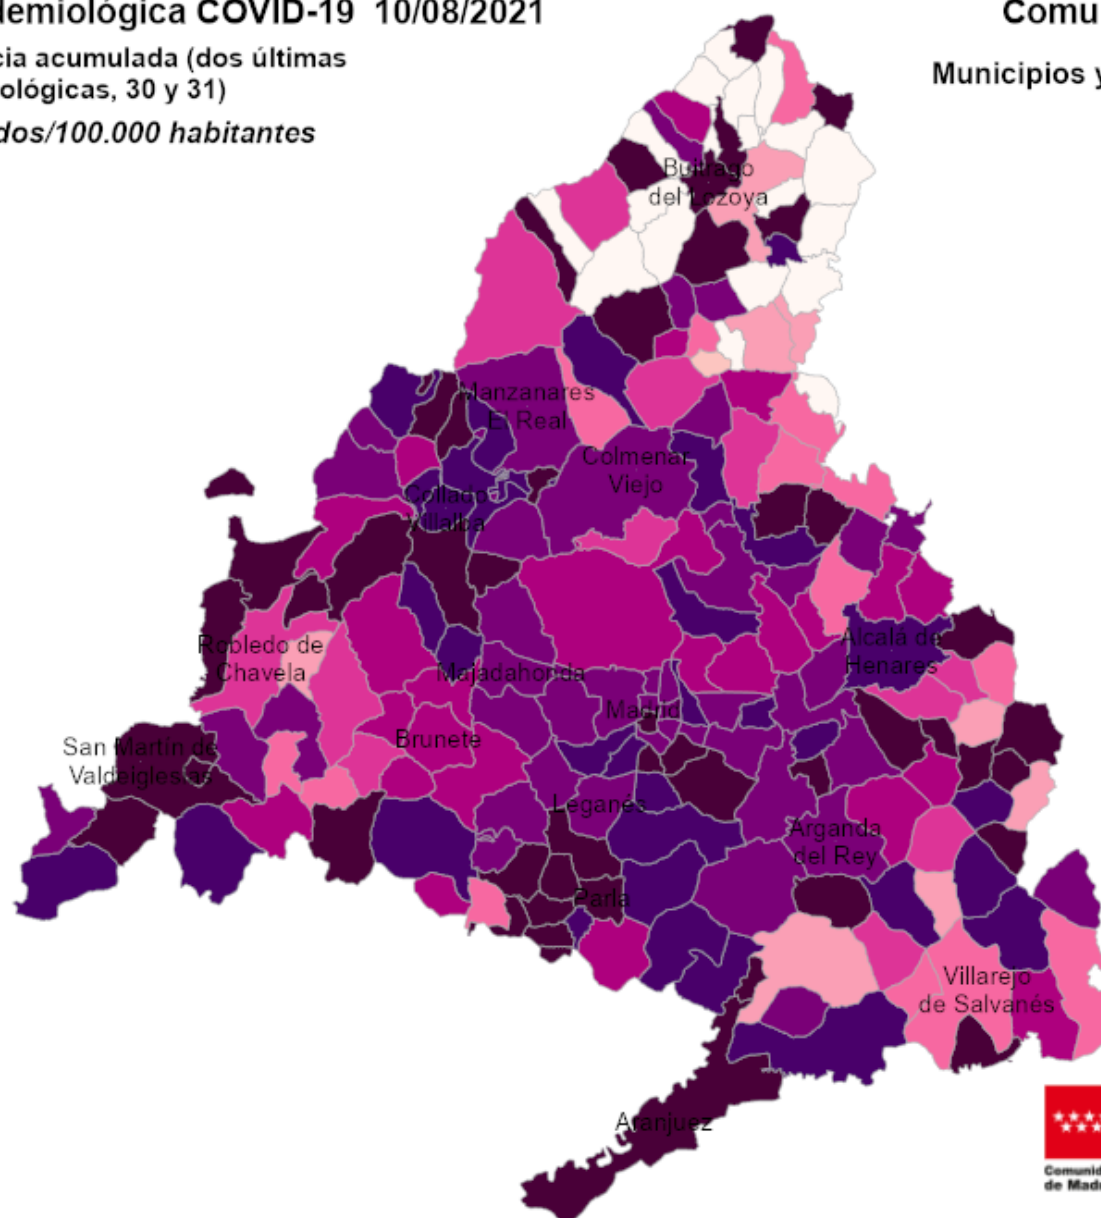 demiológica COVID-19 10/08/2021
Comu
cia acumulada (dos últimas
ológicas, 30 y 31)
Municipios y
dos/100.000 habitantes
Buitrago
del Lozoya
Manzanares
El Real
Colmenar
Viejo
Collado
Villalba
Robledo de
Chavela
Alcalá de
Henares
Majadahonda
Madrid
Brunete
San Martín de
Valdeiglesias
Leganés
Arganda
del Rey
Parla
Villarejo
de Salvanés
Aranjuez
Comunid
de Mad